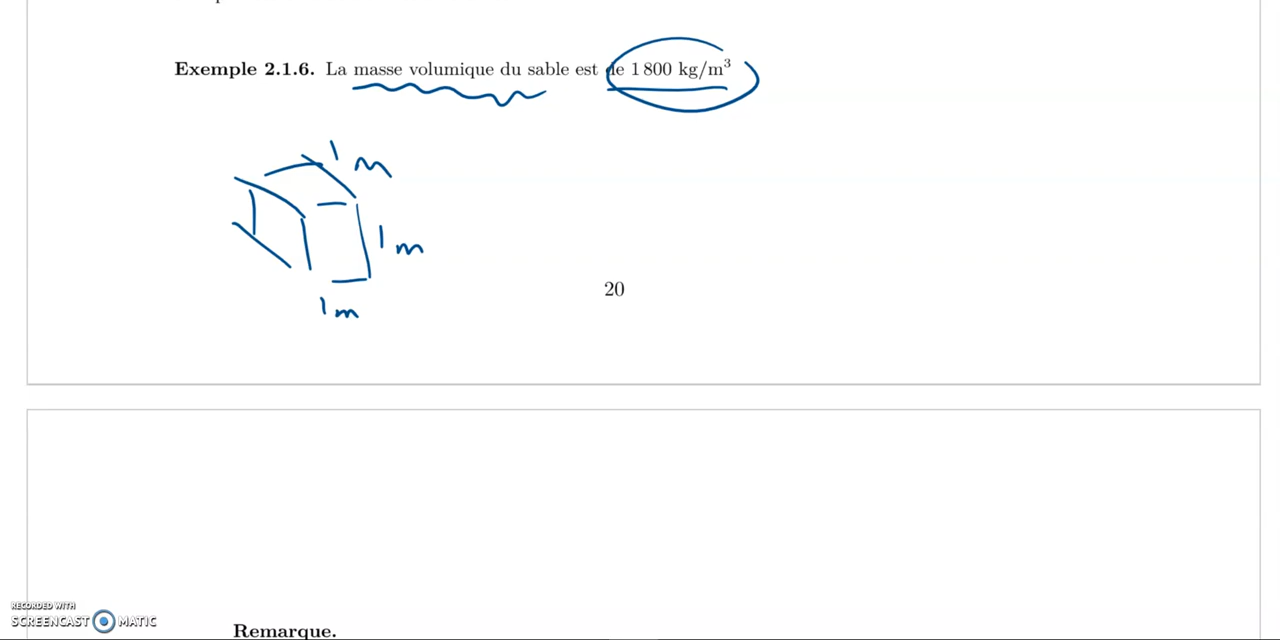 Exemple 2.1.6. La masse volumique du sable est de 1 800 kg/m³
1 m
1 m
1 m
20
RECORDED WITH
SCREENCAST MATIC
Remarque.